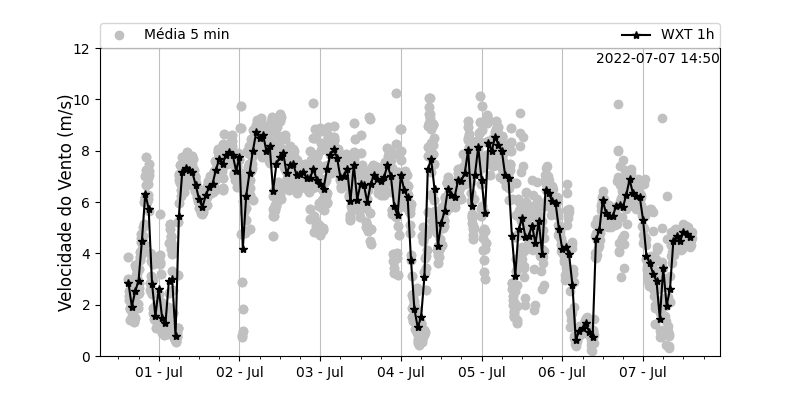 Média 5 min
WXT 1h
2022-07-07 14:50
Velocidade do Vento (m/s)
12
10
8
6
4
2
0
01 - Jul
02 - Jul
03 - Jul
04 - Jul
05 - Jul
06 - Jul
07 - Jul